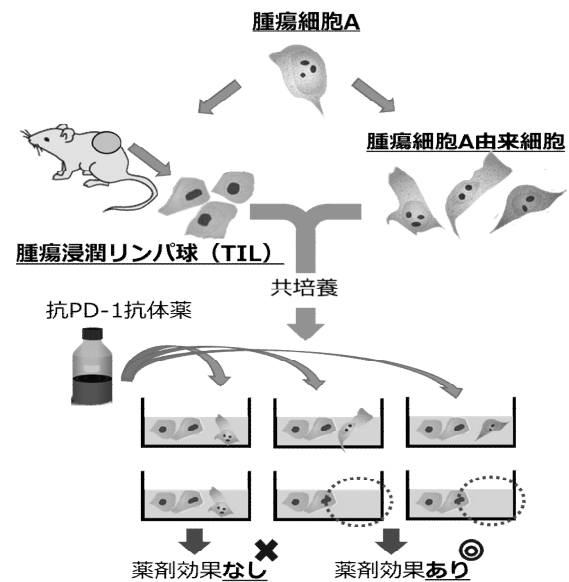 腫瘍細胞A
腫瘍細胞A由来細胞
腫瘍浸潤リンパ球（TIL）
共培養
抗PD-1抗体薬
薬剤効果なし
薬剤効果あり